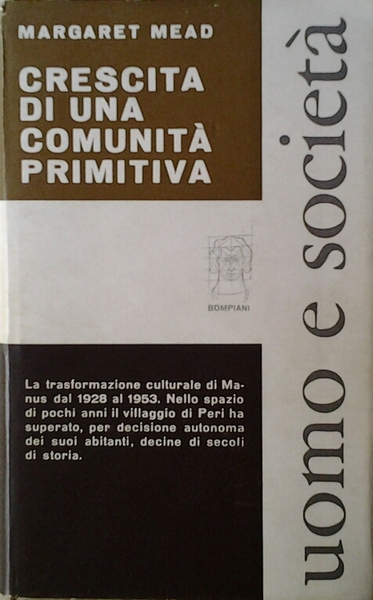 MARGARET MEAD
CRESCITA
DI UNA
COMUNITÀ
PRIMITIVA
BOMPIANI
La trasformazione culturale di Ma-
nus dal 1928 al 1953. Nello spazio
di pochi anni il villaggio di Peri ha
superato, per decisione autonoma
dei suoi abitanti, decine di secoli
di storia.
uomo e società